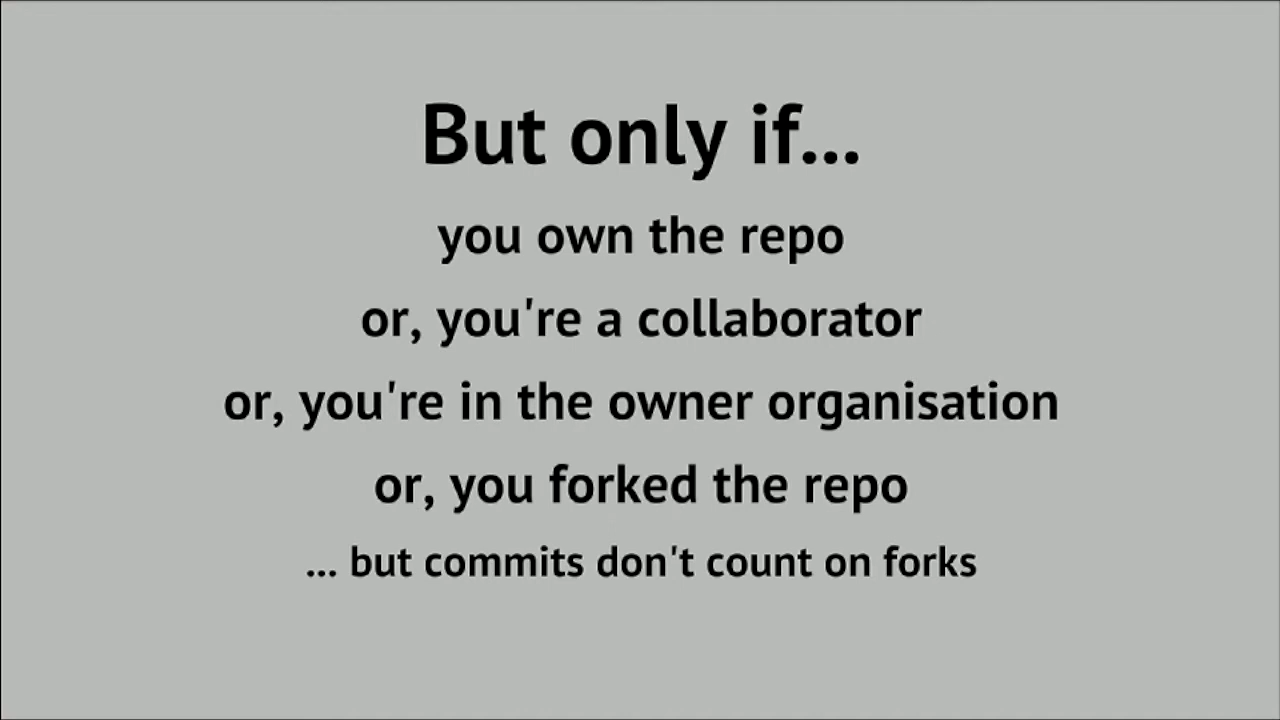 But only if...
you own the repo
or, you're a collaborator
or, you're in the owner organisation
or, you forked the repo
... but commits don't count on forks